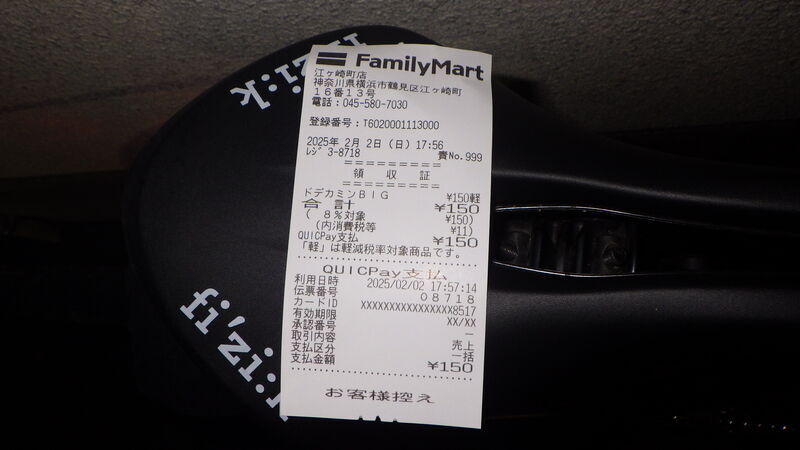 fi'zi:k
FamilyMart
江ヶ崎町店
神奈川県横浜市鶴見区江ヶ崎町
１６番１３号
電話：045-580-7030
登録番号：T6020001113000
2025年 2月 2日（日）17:56
ﾚｼﾞ 3-8718 責No.999
＝＝＝＝＝＝＝＝＝
領 収 証
＝＝＝＝＝＝＝＝＝
ドデカミンＢＩＧ ¥150軽
合 計 ¥150
（ ８％対象 ¥150）
（内消費税等 ¥11）
QUICPay支払 ¥150
「軽」は軽減税率対象商品です。
QUICPay支払
利用日時 2025/02/02 17:57:14
伝票番号 08718
カードID XXXXXXXXXXXXXXXX8517
有効期限 XX/XX
承認番号 －
取引内容 売上
支払区分 一括
支払金額 ¥150
お客様控え
fi'zi:k